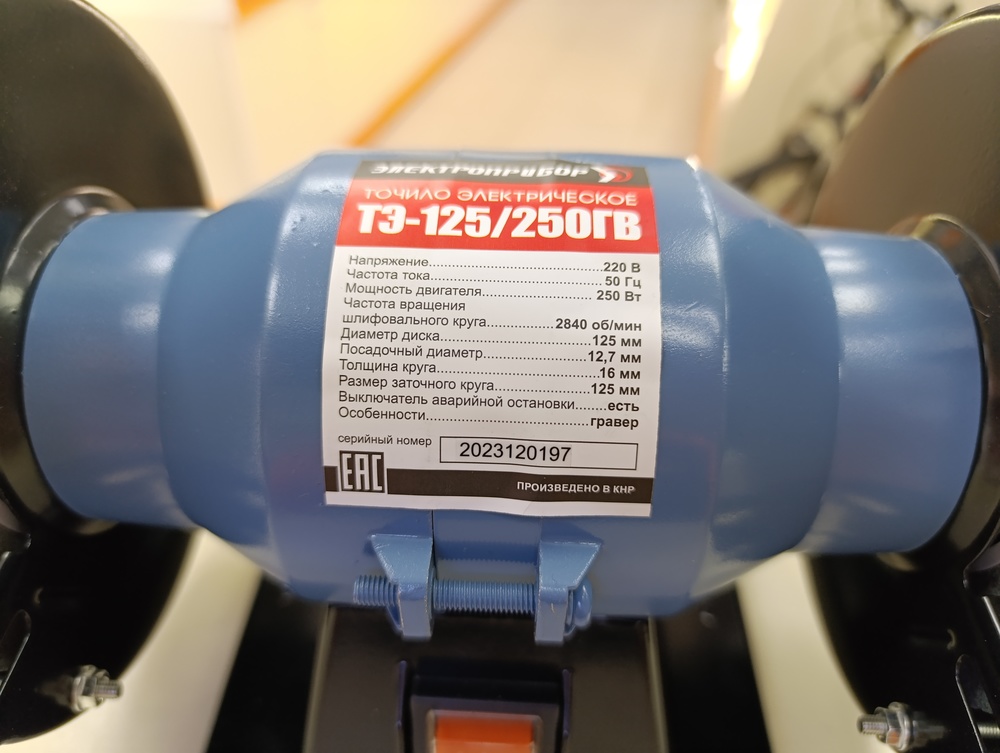 ЭЛЕКТРОПРИБОР
ТОЧИЛО ЭЛЕКТРИЧЕСКОЕ
ТЭ-125/250ГВ
Напряжение..............................220 В
Частота тока..............................50 Гц
Мощность двигателя....................250 Вт
Частота вращения
шлифовального круга............2840 об/мин
Диаметр диска..........................125 мм
Посадочный диаметр..................12,7 мм
Толщина круга............................16 мм
Размер заточного круга................125 мм
Выключатель аварийной остановки.......есть
Особенности............................гравер
серийный номер 2023120197
EAC ПРОИЗВЕДЕНО В КНР